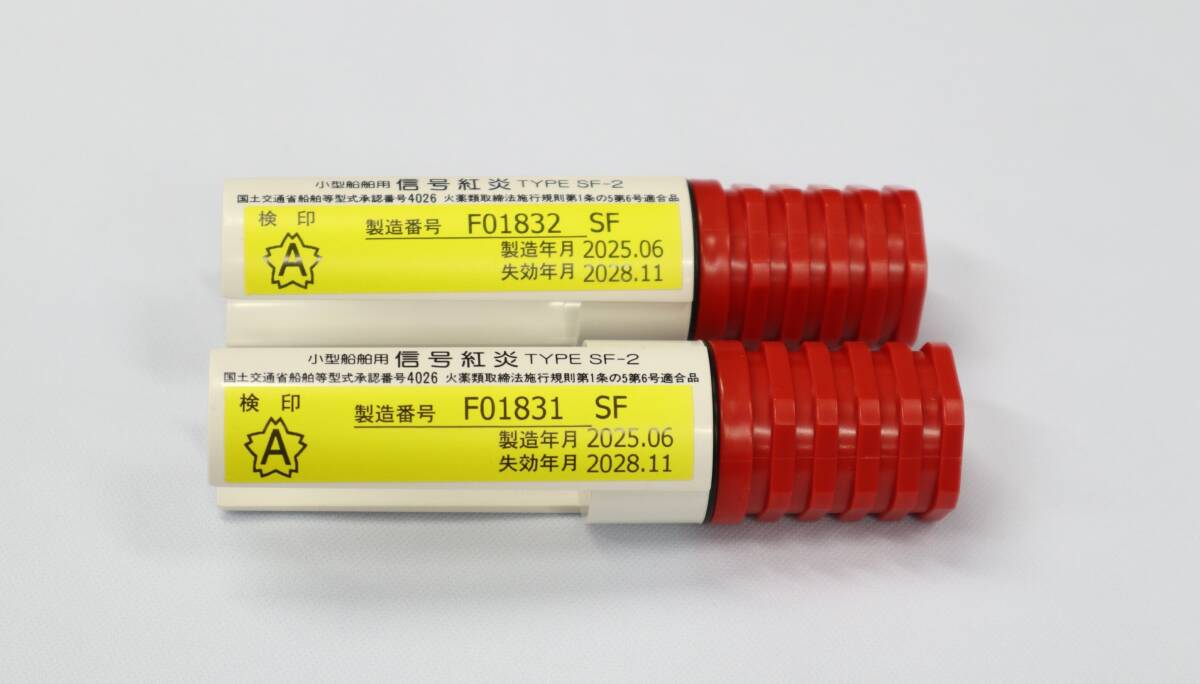 小型船舶用 信号紅炎 TYPE SF-2
国土交通省船舶等型式承認番号4026 火薬類取締法施行規則第1条の5第6号適合品
検 印
A
製造番号 F01832 SF
製造年月 2025.06
失効年月 2028.11
小型船舶用 信号紅炎 TYPE SF-2
国土交通省船舶等型式承認番号4026 火薬類取締法施行規則第1条の5第6号適合品
検 印
A
製造番号 F01831 SF
製造年月 2025.06
失効年月 2028.11